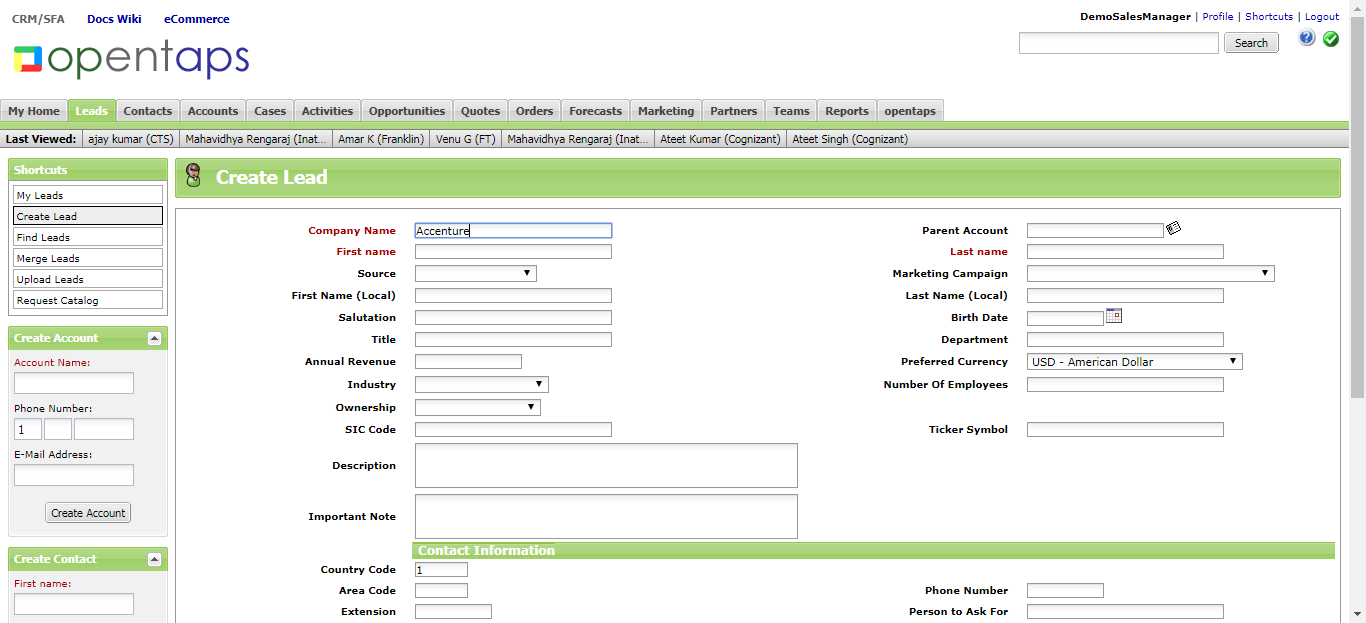 CRM/SFA Docs Wiki eCommerce
DemoSalesManager | Profile | Shortcuts | Logout
opentaps
Search
My Home Leads Contacts Accounts Cases Activities Opportunities Quotes Orders Forecasts Marketing Partners Teams Reports opentaps
Last Viewed: ajay kumar (CTS) Mahavidhya Rengaraj (Inat... Amar K (Franklin) Venu G (FT) Mahavidhya Rengaraj (Inat... Ateet Kumar (Cognizant) Ateet Singh (Cognizant)
Shortcuts
My Leads
Create Lead
Find Leads
Merge Leads
Upload Leads
Request Catalog
Create Account
Account Name:
Phone Number:
1
E-Mail Address:
Create Account
Create Contact
First name:
Create Lead
Company Name Accenture Parent Account
First name Last name
Source Marketing Campaign
First Name (Local) Last Name (Local)
Salutation Birth Date
Title Department
Annual Revenue Preferred Currency USD - American Dollar
Industry Number Of Employees
Ownership
SIC Code Ticker Symbol
Description
Important Note
Contact Information
Country Code 1
Area Code Phone Number
Extension Person to Ask For